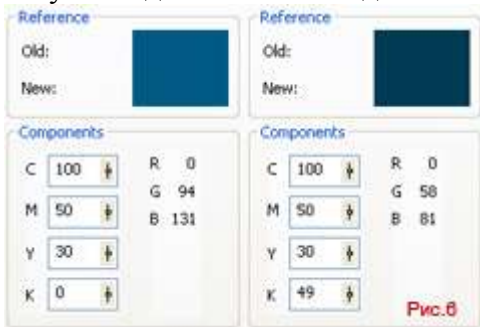 Reference
Old:
New:
Components
C 100 R 0
G 94
M 50 B 131
Y 30
K 0
Reference
Old:
New:
Components
C 100 R 0
G 58
M 50 B 81
Y 30
K 49
Рис.6